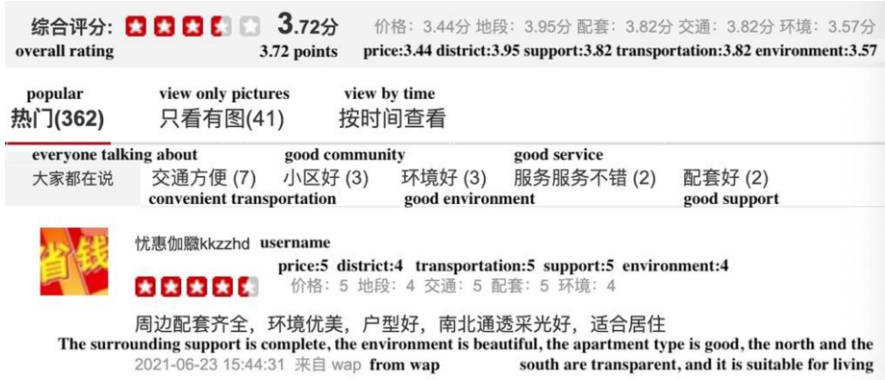 综合评分: 3.72分 价格: 3.44分 地段: 3.95分 配套: 3.82分 交通: 3.82分 环境: 3.57分
overall rating 3.72 points price:3.44 district:3.95 support:3.82 transportation:3.82 environment:3.57
popular view only pictures view by time
热门(362) 只看有图(41) 按时间查看
everyone talking about good community good service
大家都在说 交通方便 (7) 小区好 (3) 环境好 (3) 服务服务不错 (2) 配套好 (2)
convenient transportation good environment good support
省钱
kkzzhd username
price:5 district:4 transportation:5 support:5 environment:4
价格: 5 地段: 4 交通: 5 配套: 5 环境: 4
周边配套齐全, 环境优美, 户型好, 南北通透采光好, 适合居住
The surrounding support is complete, the environment is beautiful, the apartment type is good, the north and the
2021-06-23 15:44:31 来自 wap from wap south are transparent, and it is suitable for living